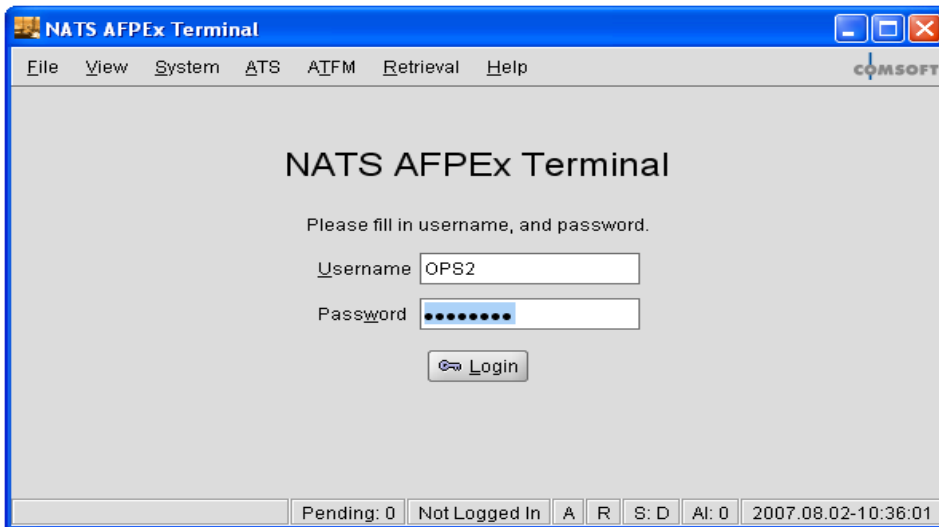 NATS AFPEx Terminal
File View System ATS ATFM Retrieval Help COMSOFT
NATS AFPEx Terminal
Please fill in username, and password.
Username OPS2
Password ••••••••
Login
Pending: 0 Not Logged In A R S: D AI: 0 2007.08.02-10:36:01